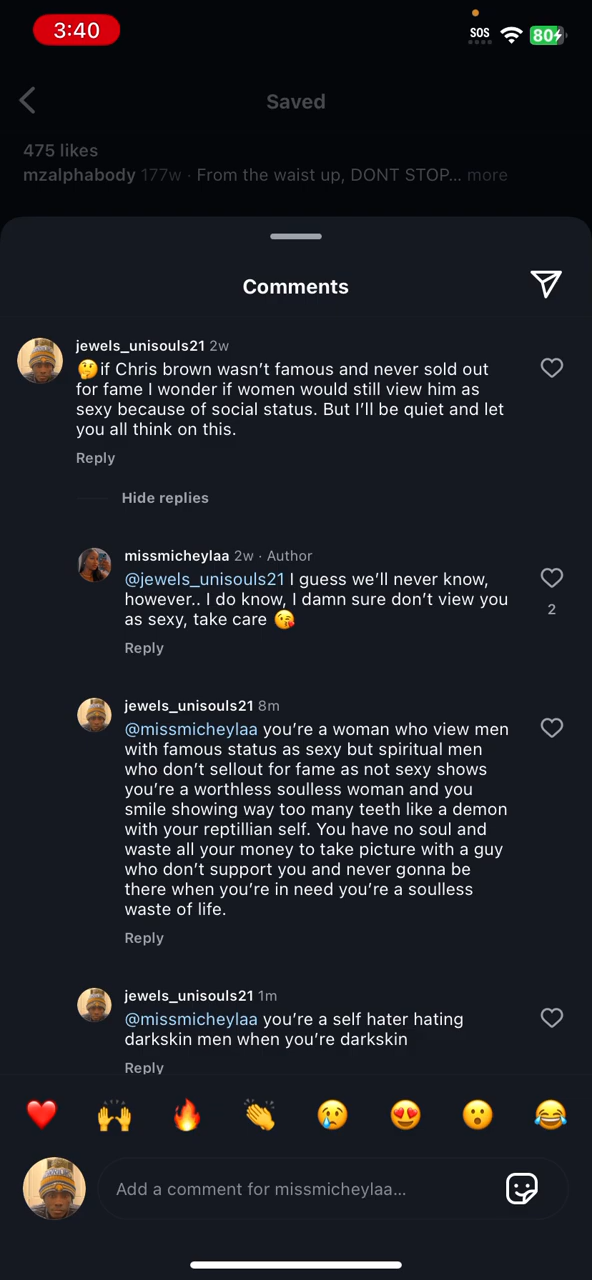 3:40
SOS
80
Saved
475 likes
mzalphabody 177w · From the waist up, DONT STOP... more
Comments
jewels_unisouls21 2w
🤔if Chris brown wasn't famous and never sold out
for fame I wonder if women would still view him as
sexy because of social status. But I'll be quiet and let
you all think on this.
Reply
Hide replies
missmicheylaa 2w · Author
@jewels_unisouls21 I guess we'll never know,
however.. I do know, I damn sure don't view you
as sexy, take care 😘
2
Reply
jewels_unisouls21 8m
@missmicheylaa you're a woman who view men
with famous status as sexy but spiritual men
who don't sellout for fame as not sexy shows
you're a worthless soulless woman and you
smile showing way too many teeth like a demon
with your reptillian self. You have no soul and
waste all your money to take picture with a guy
who don't support you and never gonna be
there when you're in need you're a soulless
waste of life.
Reply
jewels_unisouls21 1m
@missmicheylaa you're a self hater hating
darkskin men when you're darkskin
Reply
❤️ 🙌 🔥 👏 😢 😍 😮 😂
Add a comment for missmicheylaa...